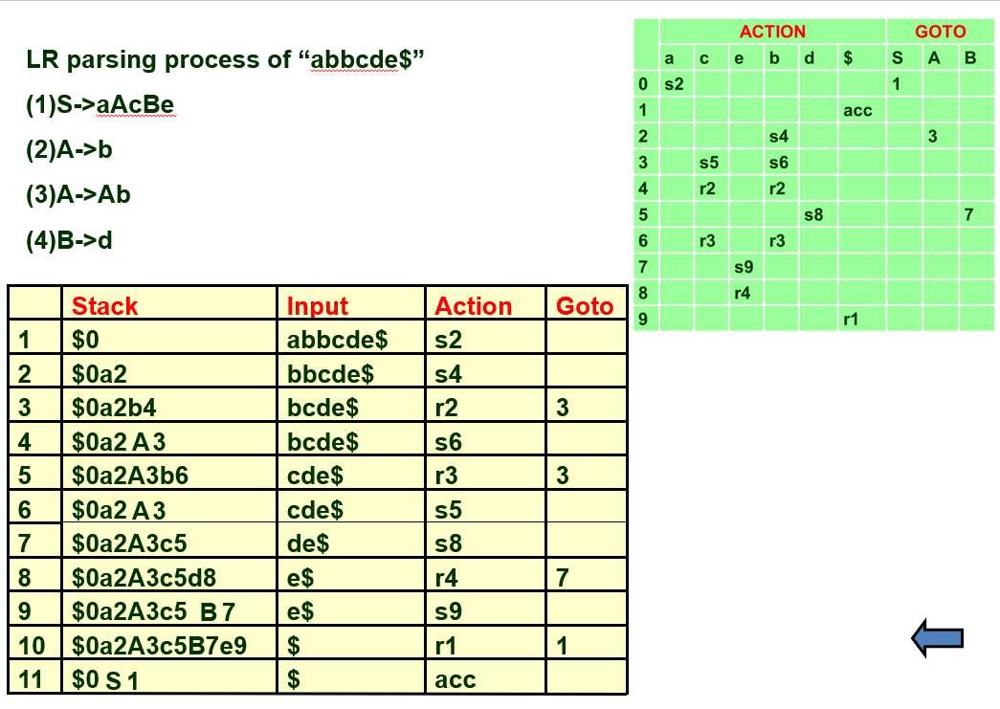 LR parsing process of “abbcde$”
(1)S->aAcBe
(2)A->b
(3)A->Ab
(4)B->d
ACTION GOTO
a c e b d $ S A B
0 s2 1
1 acc
2 s4 3
3 s5 s6
4 r2 r2
5 s8 7
6 r3 r3
7 s9
8 r4
9 r1
Stack Input Action Goto
1 $0 abbcde$ s2
2 $0a2 bbcde$ s4
3 $0a2b4 bcde$ r2 3
4 $0a2 A3 bcde$ s6
5 $0a2A3b6 cde$ r3 3
6 $0a2 A3 cde$ s5
7 $0a2A3c5 de$ s8
8 $0a2A3c5d8 e$ r4 7
9 $0a2A3c5 B7 e$ s9
10 $0a2A3c5B7e9 $ r1 1
11 $0 S1 $ acc